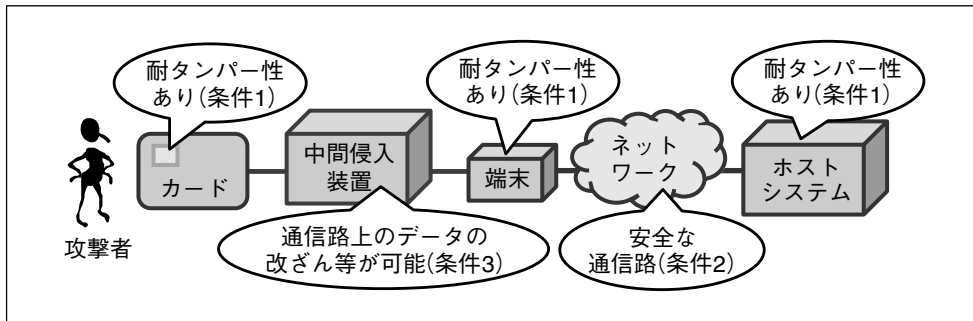 耐タンパー性
あり(条件1)
耐タンパー性
あり(条件1)
耐タンパー性
あり(条件1)
カード
中間侵入
装置
端末
ネット
ワーク
ホスト
システム
攻撃者
通信路上のデータの
改ざん等が可能(条件3)
安全な
通信路(条件2)